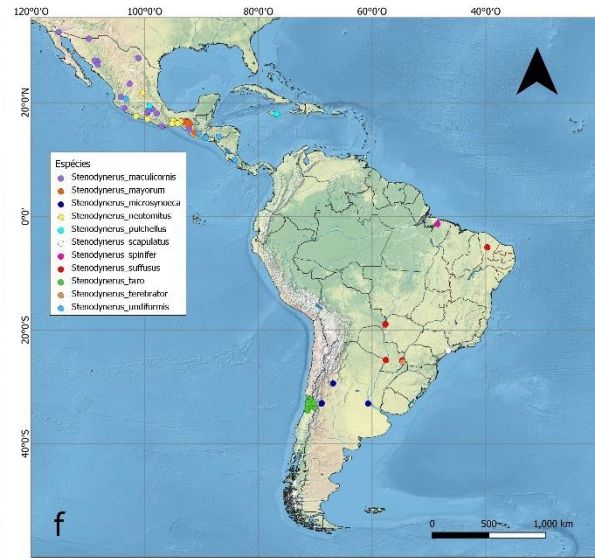 120°0'O 100°0'O 80°0'O 60°0'O 40°0'O
20°0'N
0°0'
20°0'S
40°0'S
Espécies
Stenodynerus_maculicornis
Stenodynerus_mayorum
Stenodynerus_microsynoeca
Stenodynerus_neotomitus
Stenodynerus_pulchellus
Stenodynerus_scapulatus
Stenodynerus_spinifer
Stenodynerus_suffusus
Stenodynerus_taro
Stenodynerus_terebrator
Stenodynerus_undiformis
f
0 500 1,000 km